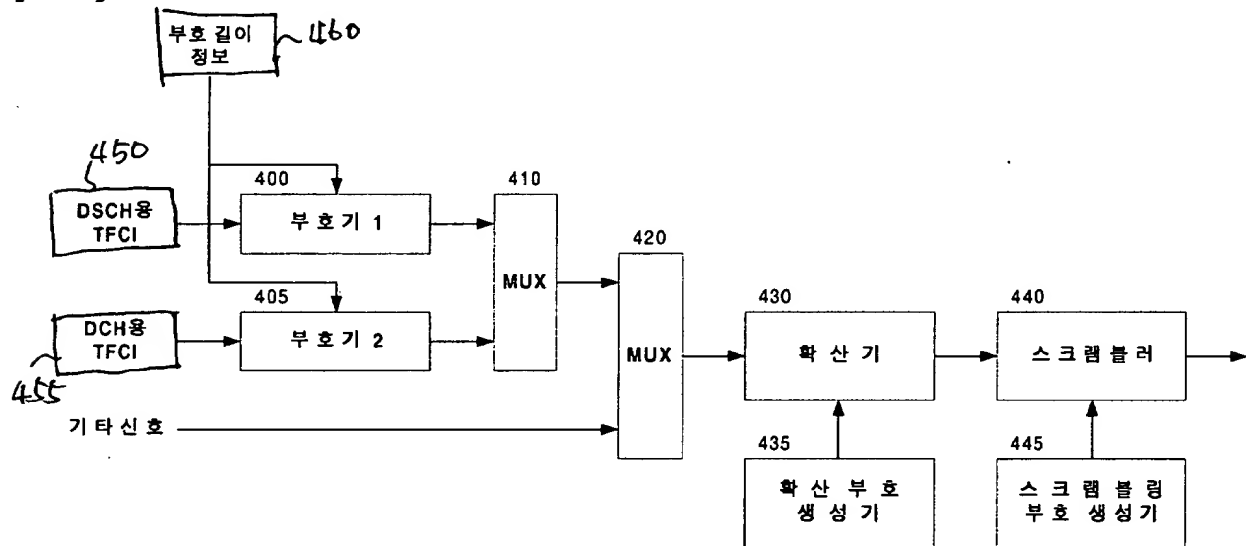 부호 길이
정보
460
450
DSCH용
TFCI
400
부호기 1
410
MUX
420
MUX
405
부호기 2
DCH용
TFCI
455
기타신호
430
확산기
440
스크램블러
435
확산 부호
생성기
445
스크램블링
부호 생성기